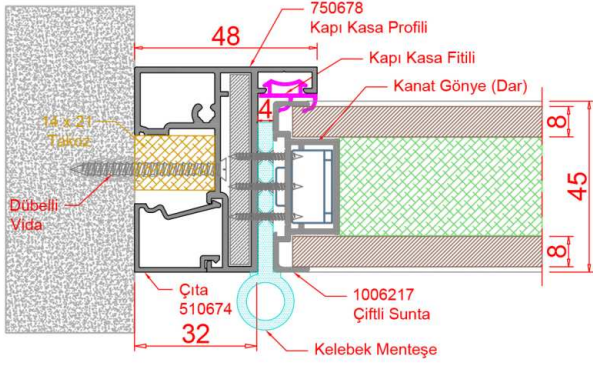 750678
Kapı Kasa Profili
48
Kapı Kasa Fitili
Kanat Gönye (Dar)
4
14 x 21
Takoz
8
45
Dübelli
Vida
8
Çıta
510674
1006217
Çiftli Sunta
32
Kelebek Menteşe